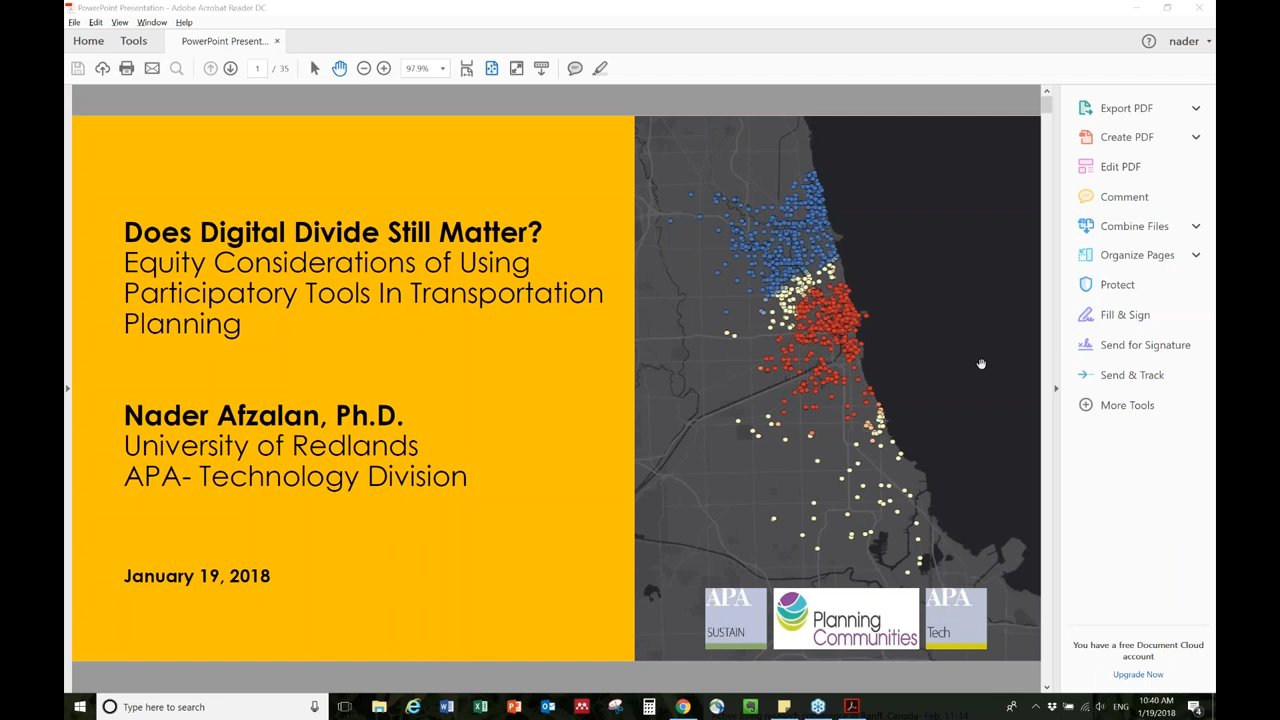 PowerPoint Presentation - Adobe Acrobat Reader DC
File Edit View Window Help
Home Tools PowerPoint Present... × nader
1 / 35 97.9%
Does Digital Divide Still Matter?
Equity Considerations of Using
Participatory Tools In Transportation
Planning
Nader Afzalan, Ph.D.
University of Redlands
APA- Technology Division
January 19, 2018
APA
SUSTAIN
Planning
Communities
APA
Tech
Export PDF
Create PDF
Edit PDF
Comment
Combine Files
Organize Pages
Protect
Fill & Sign
Send for Signature
Send & Track
More Tools
You have a free Document Cloud
account
Upgrade Now
Type here to search
ENG
10:40 AM
1/19/2018
4